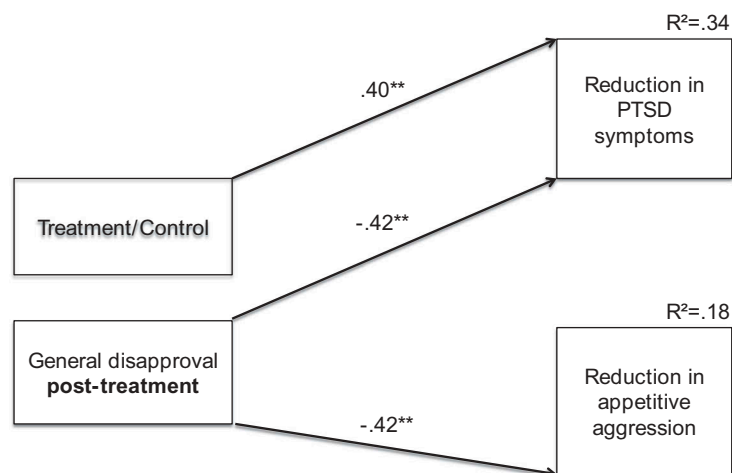 R²=.34
.40**
Reduction in
PTSD
symptoms
Treatment/Control
-.42**
R²=.18
General disapproval
post-treatment
Reduction in
appetitive
aggression
-.42**